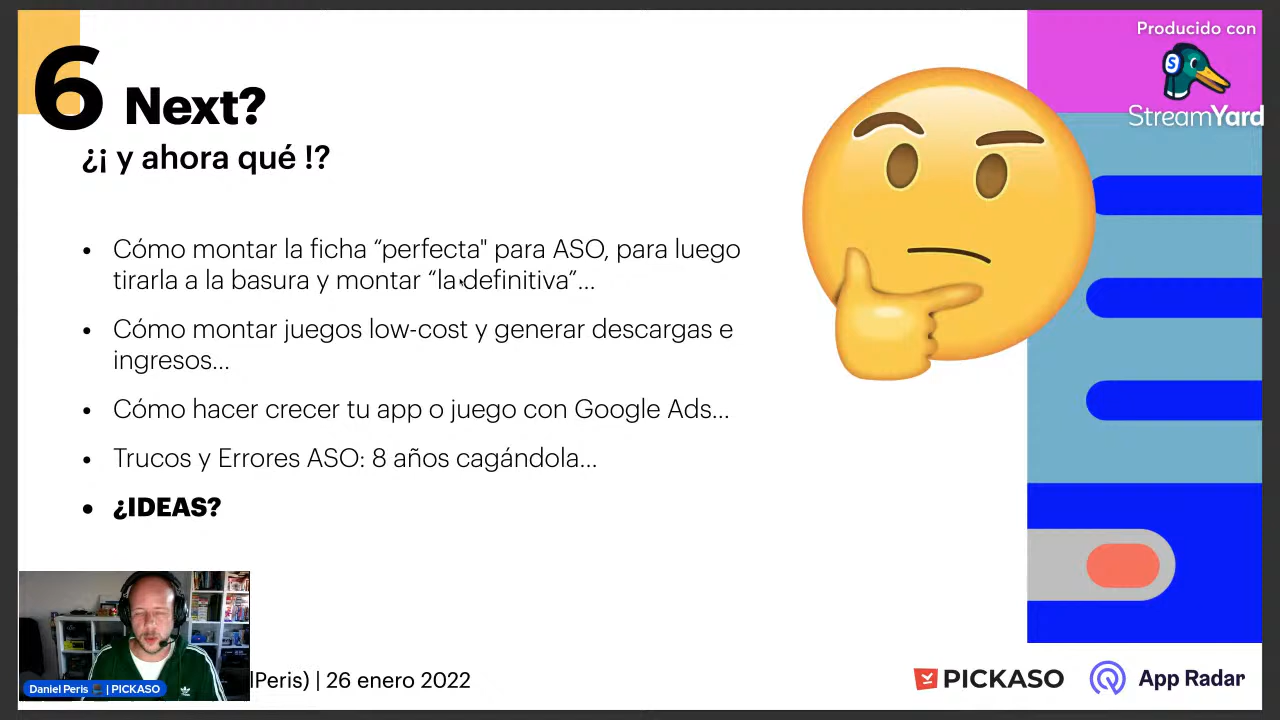 Producido con
StreamYard
6 Next?
¿¡ y ahora qué !?
• Cómo montar la ficha “perfecta" para ASO, para luego
tirarla a la basura y montar “la definitiva”...
• Cómo montar juegos low-cost y generar descargas e
ingresos...
• Cómo hacer crecer tu app o juego con Google Ads...
• Trucos y Errores ASO: 8 años cagándola...
• ¿IDEAS?
Daniel Peris | PICKASO
lPeris) | 26 enero 2022
PICKASO
App Radar